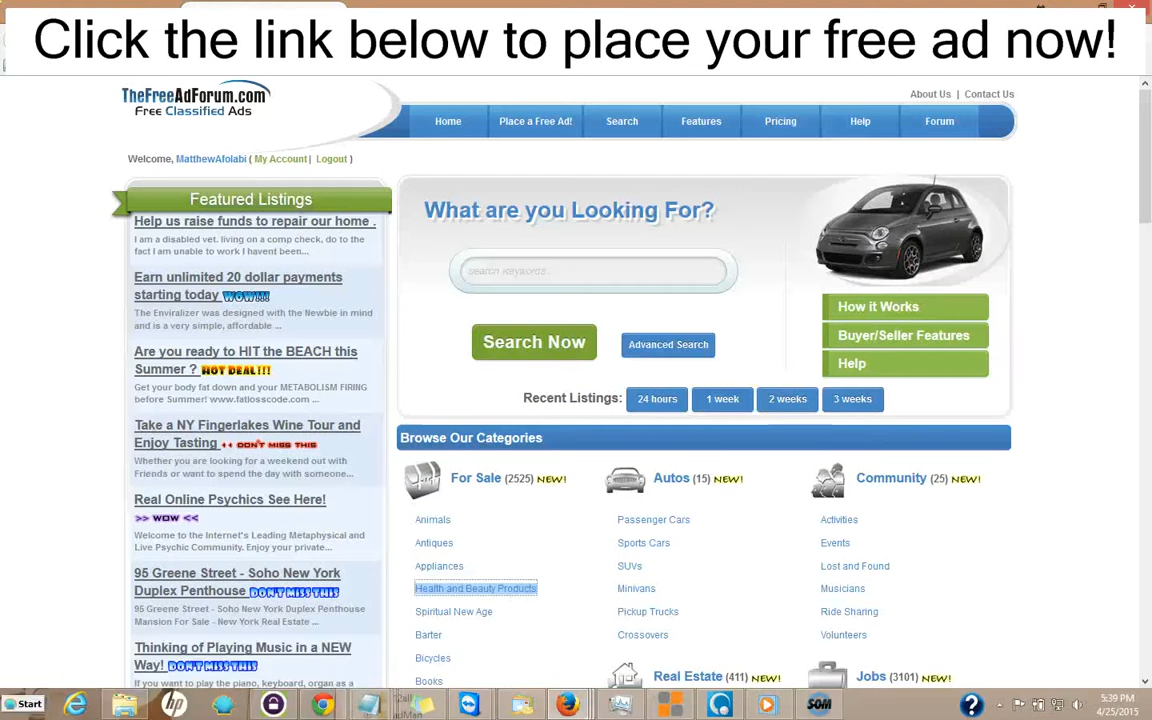 Click the link below to place your free ad now!
TheFreeAdForum.com
Free Classified Ads
About Us | Contact Us
Home Place a Free Ad! Search Features Pricing Help Forum
Welcome, MatthewAfolabi ( My Account | Logout )
Featured Listings
Help us raise funds to repair our home .
I am a disabled vet. living on a comp check, do to the
fact I am unable to work I havent been...
Earn unlimited 20 dollar payments
starting today WOW!!!
The Enviralizer was designed with the Newbie in mind
and is a very simple, affordable ...
Are you ready to HIT the BEACH this
Summer ? HOT DEAL!!!
Get your body fat down and your METABOLISM FIRING
before Summer! www.fatlosscode.com ...
Take a NY Fingerlakes Wine Tour and
Enjoy Tasting DON'T MISS THIS
Whether you are looking for a weekend out with
Friends or want to spend the day with someone...
Real Online Psychics See Here!
>> WOW <<
Welcome to the Internet's Leading Metaphysical and
Live Psychic Community. Enjoy your private...
95 Greene Street - Soho New York
Duplex Penthouse DON'T MISS THIS
95 Greene Street - Soho New York Duplex Penthouse
Mansion For Sale - New York Real Estate ...
Thinking of Playing Music in a NEW
Way! DON'T MISS THIS
If you want to play the piano, keyboard, organ as a
What are you Looking For?
search keywords..
Search Now Advanced Search
How it Works
Buyer/Seller Features
Help
Recent Listings: 24 hours 1 week 2 weeks 3 weeks
Browse Our Categories
For Sale (2525) NEW!
Animals
Antiques
Appliances
Health and Beauty Products
Spiritual New Age
Barter
Bicycles
Books
Autos (15) NEW!
Passenger Cars
Sports Cars
SUVs
Minivans
Pickup Trucks
Crossovers
Real Estate (411) NEW!
Community (25) NEW!
Activities
Events
Lost and Found
Musicians
Ride Sharing
Volunteers
Jobs (3101) NEW!
Start
hp
SOM
5:39 PM
4/25/2015